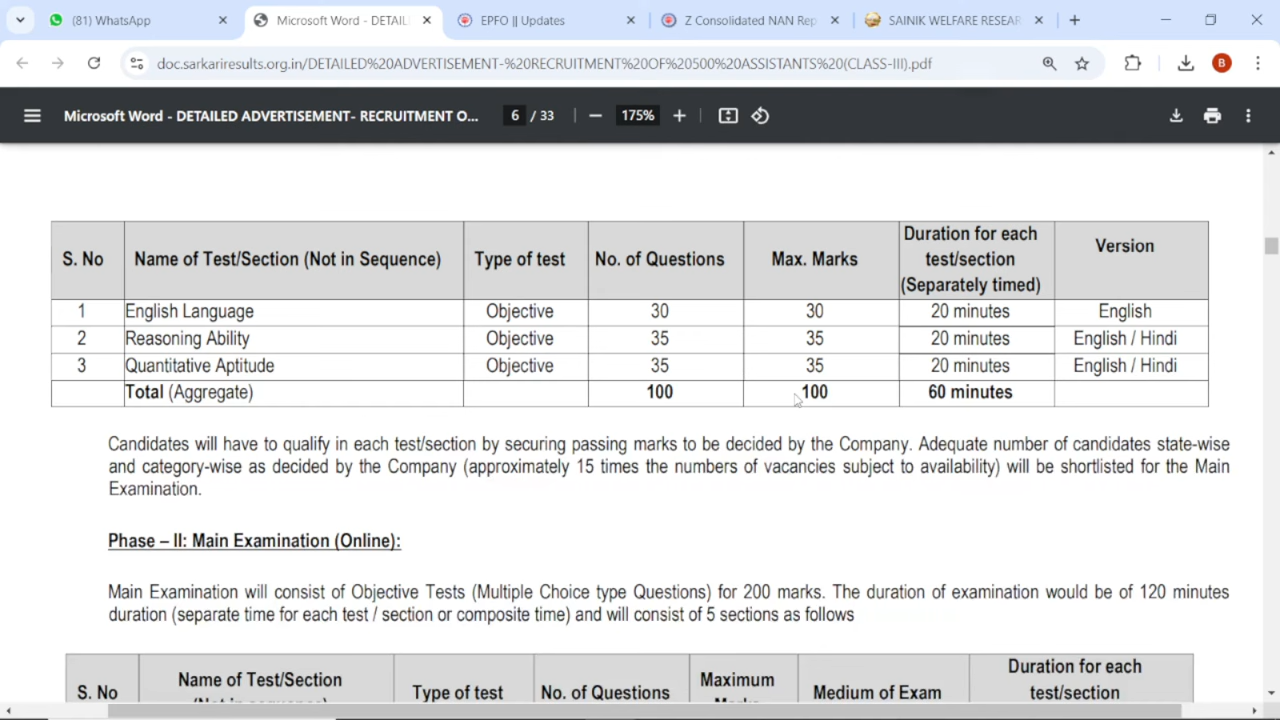 (81) WhatsApp
Microsoft Word - DETAIL
EPFO || Updates
Z Consolidated NAN Rep
SAINIK WELFARE RESEAR
doc.sarkariresults.org.in/DETAILED%20ADVERTISEMENT-%20RECRUITMENT%20OF%20500%20ASSISTANTS%20(CLASS-III).pdf
B
Microsoft Word - DETAILED ADVERTISEMENT- RECRUITMENT O...
6 / 33
175%
S. No Name of Test/Section (Not in Sequence) Type of test No. of Questions Max. Marks Duration for each test/section (Separately timed) Version
1 English Language Objective 30 30 20 minutes English
2 Reasoning Ability Objective 35 35 20 minutes English / Hindi
3 Quantitative Aptitude Objective 35 35 20 minutes English / Hindi
Total (Aggregate) 100 100 60 minutes
Candidates will have to qualify in each test/section by securing passing marks to be decided by the Company. Adequate number of candidates state-wise
and category-wise as decided by the Company (approximately 15 times the numbers of vacancies subject to availability) will be shortlisted for the Main
Examination.
Phase – II: Main Examination (Online):
Main Examination will consist of Objective Tests (Multiple Choice type Questions) for 200 marks. The duration of examination would be of 120 minutes
duration (separate time for each test / section or composite time) and will consist of 5 sections as follows
S. No Name of Test/Section Type of test No. of Questions Maximum Medium of Exam Duration for each test/section